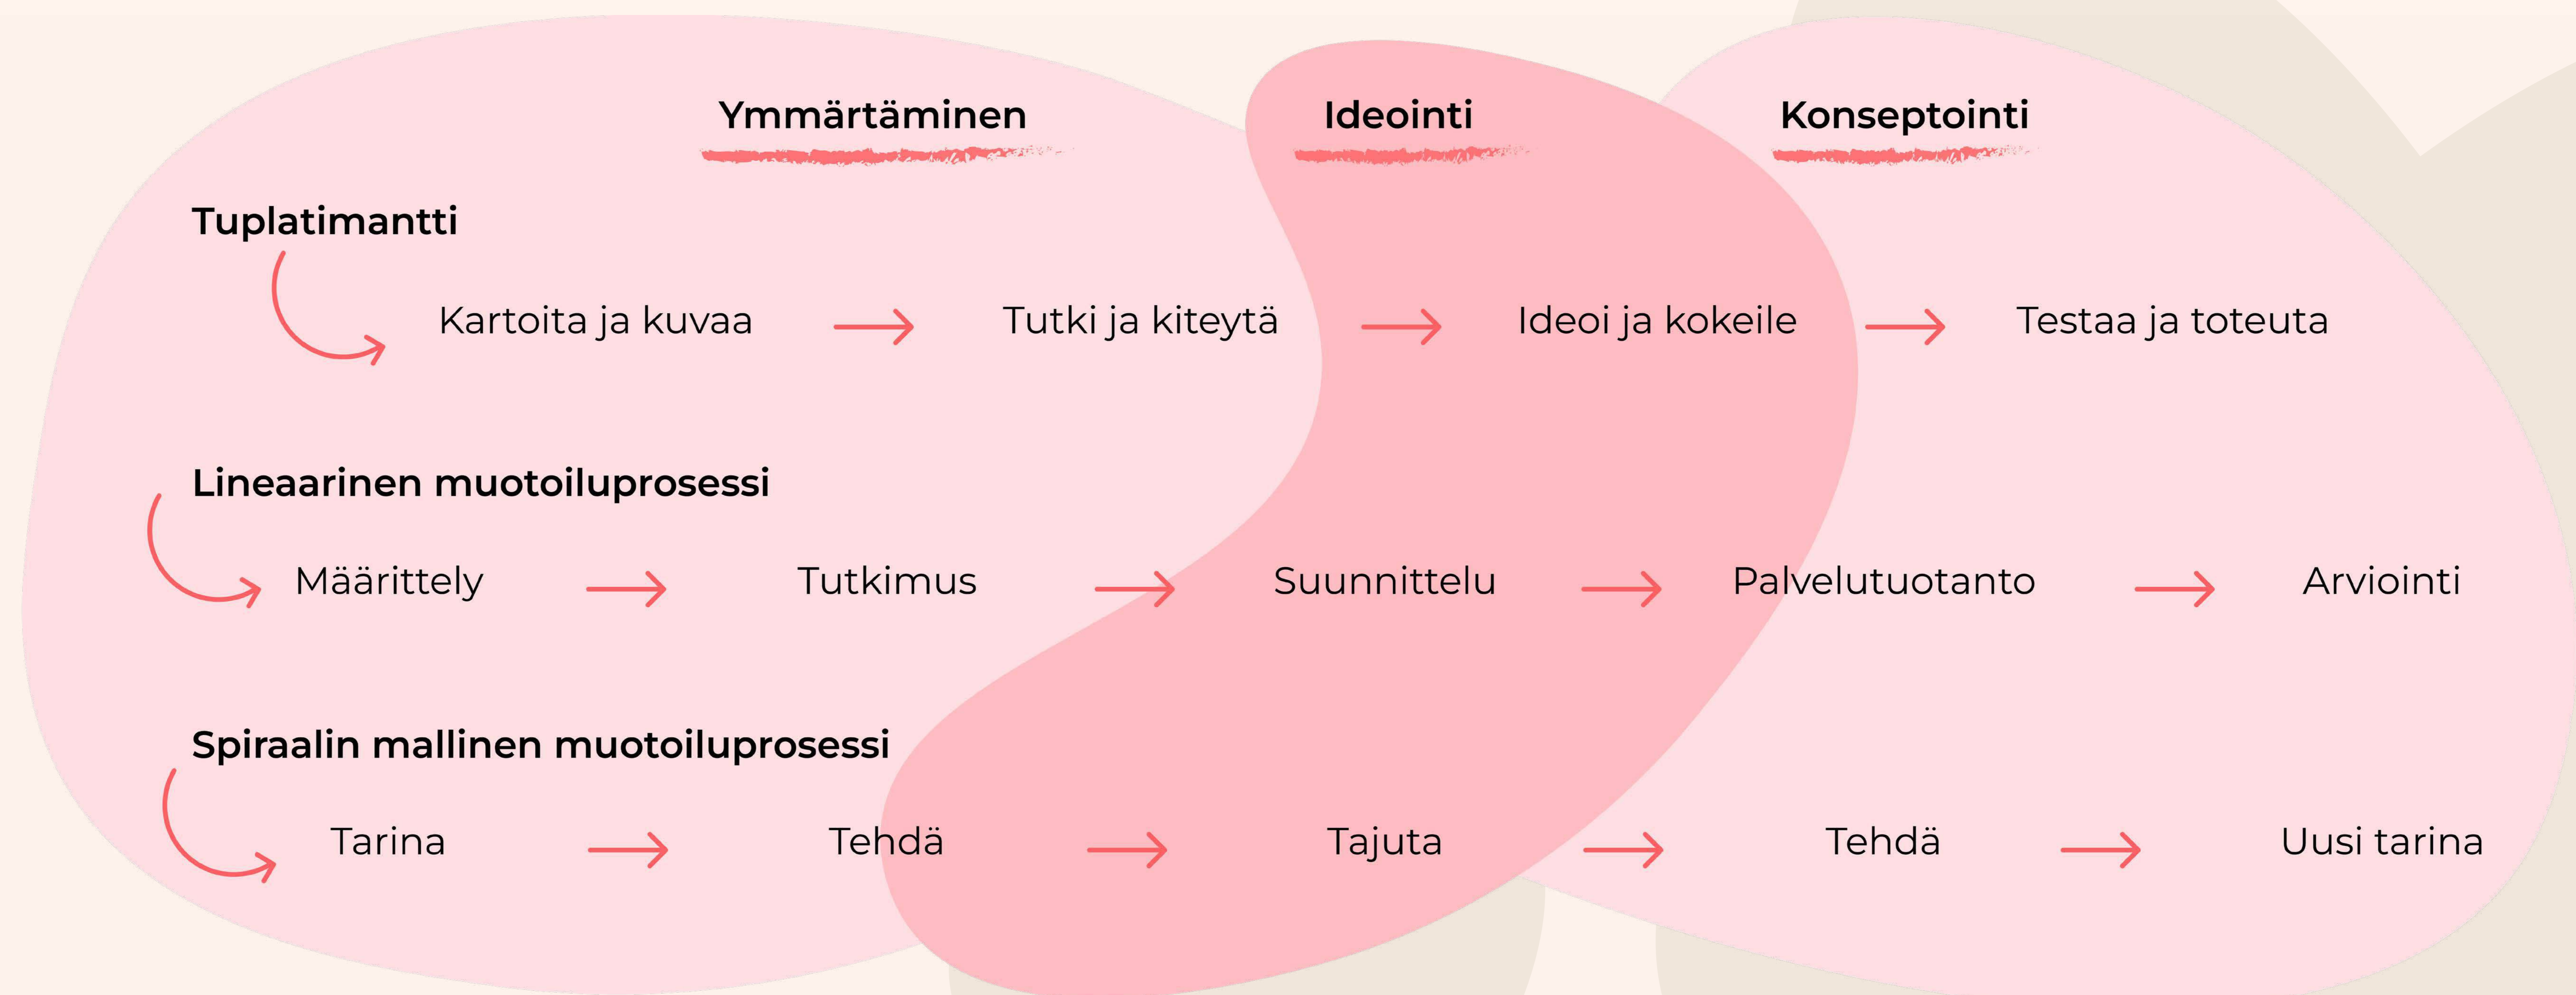 Ymmärtäminen Ideointi Konseptointi
Tuplatimantti
Kartoita ja kuvaa Tutki ja kiteytä Ideoi ja kokeile Testaa ja toteuta
Lineaarinen muotoiluprosessi
Määrittely Tutkimus Suunnittelu Palvelutuotanto Arviointi
Spiraalin mallinen muotoiluprosessi
Tarina Tehdä Tajuta Tehdä Uusi tarina